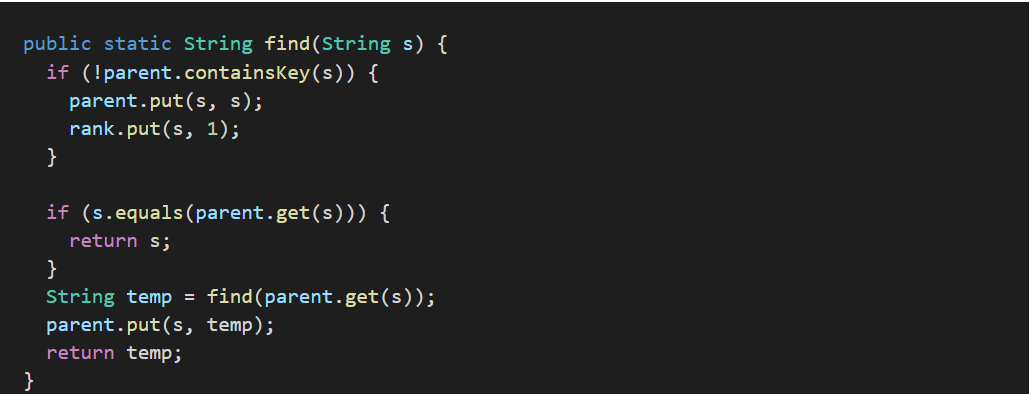 public static String find(String s) {
  if (!parent.containsKey(s)) {
    parent.put(s, s);
    rank.put(s, 1);
  }

  if (s.equals(parent.get(s))) {
    return s;
  }
  String temp = find(parent.get(s));
  parent.put(s, temp);
  return temp;
}